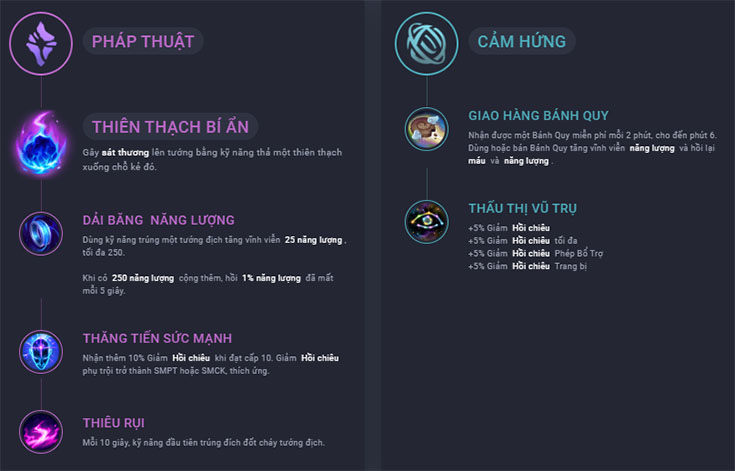 PHÁP THUẬT
THIÊN THẠCH BÍ ẨN
Gây sát thương lên tướng bằng kỹ năng thả một thiên thạch
xuống chỗ kẻ đó.
DẢI BĂNG NĂNG LƯỢNG
Dùng kỹ năng trúng một tướng địch tăng vĩnh viễn 25 năng lượng ,
tối đa 250.
Khi có 250 năng lượng cộng thêm, hồi 1% năng lượng đã mất
mỗi 5 giây.
THĂNG TIẾN SỨC MẠNH
Nhận thêm 10% Giảm Hồi chiêu khi đạt cấp 10. Giảm Hồi chiêu
phụ trội trở thành SMPT hoặc SMCK, thích ứng.
THIÊU RỤI
Mỗi 10 giây, kỹ năng đầu tiên trúng đích đốt cháy tướng địch.
CẢM HỨNG
GIAO HÀNG BÁNH QUY
Nhận được một Bánh Quy miễn phí mỗi 2 phút, cho đến phút 6.
Dùng hoặc bán Bánh Quy tăng vĩnh viễn năng lượng và hồi lại
máu và năng lượng .
THẤU THỊ VŨ TRỤ
+5% Giảm Hồi chiêu
+5% Giảm Hồi chiêu tối đa
+5% Giảm Hồi chiêu Phép Bổ Trợ
+5% Giảm Hồi chiêu Trang bị